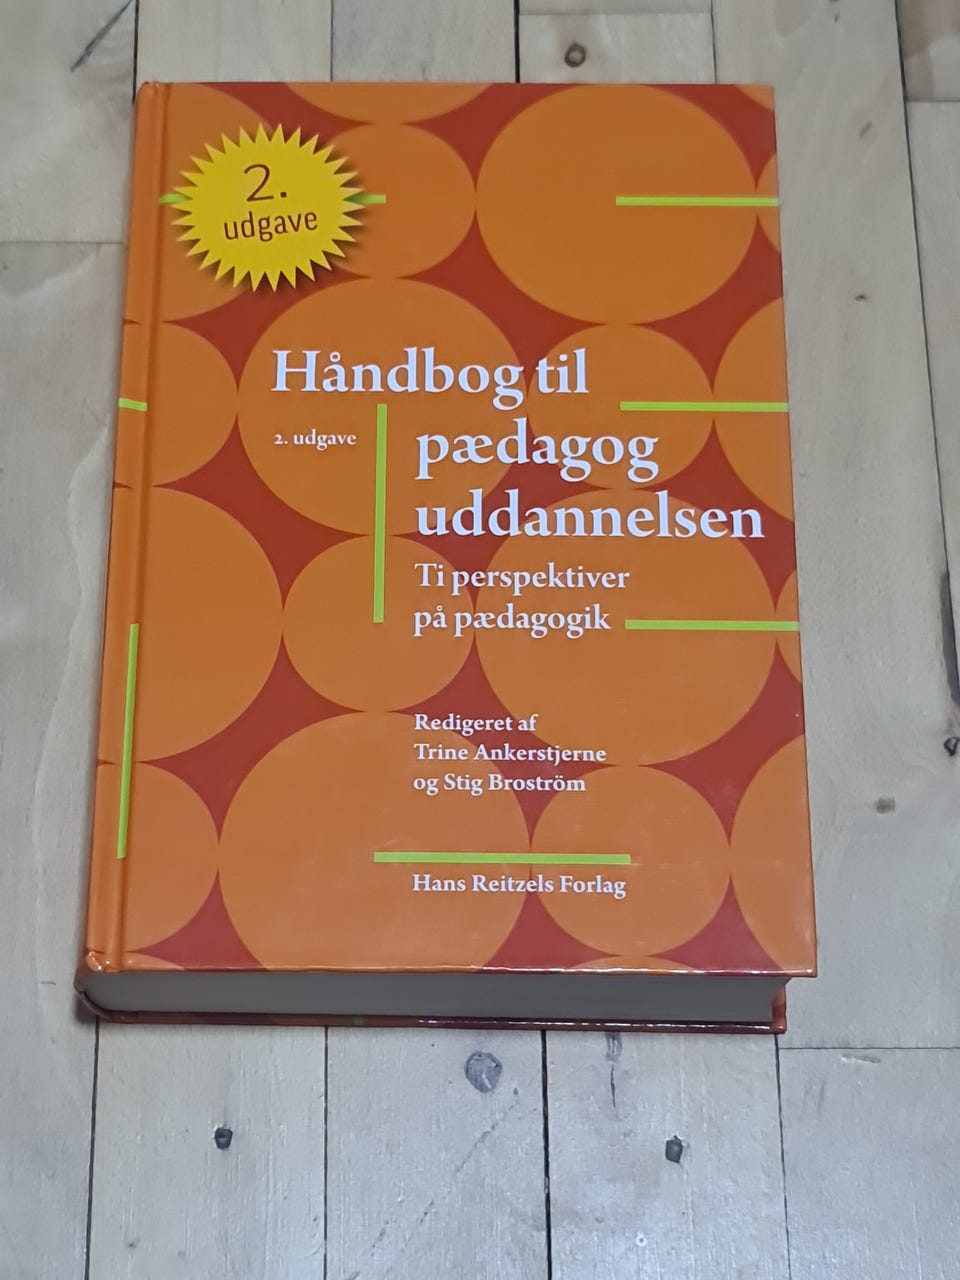 2.
udgave
Håndbog til
2. udgave
pædagog
uddannelsen
Ti perspektiver
på pædagogik
Redigeret af
Trine Ankerstjerne
og Stig Broström
Hans Reitzels Forlag